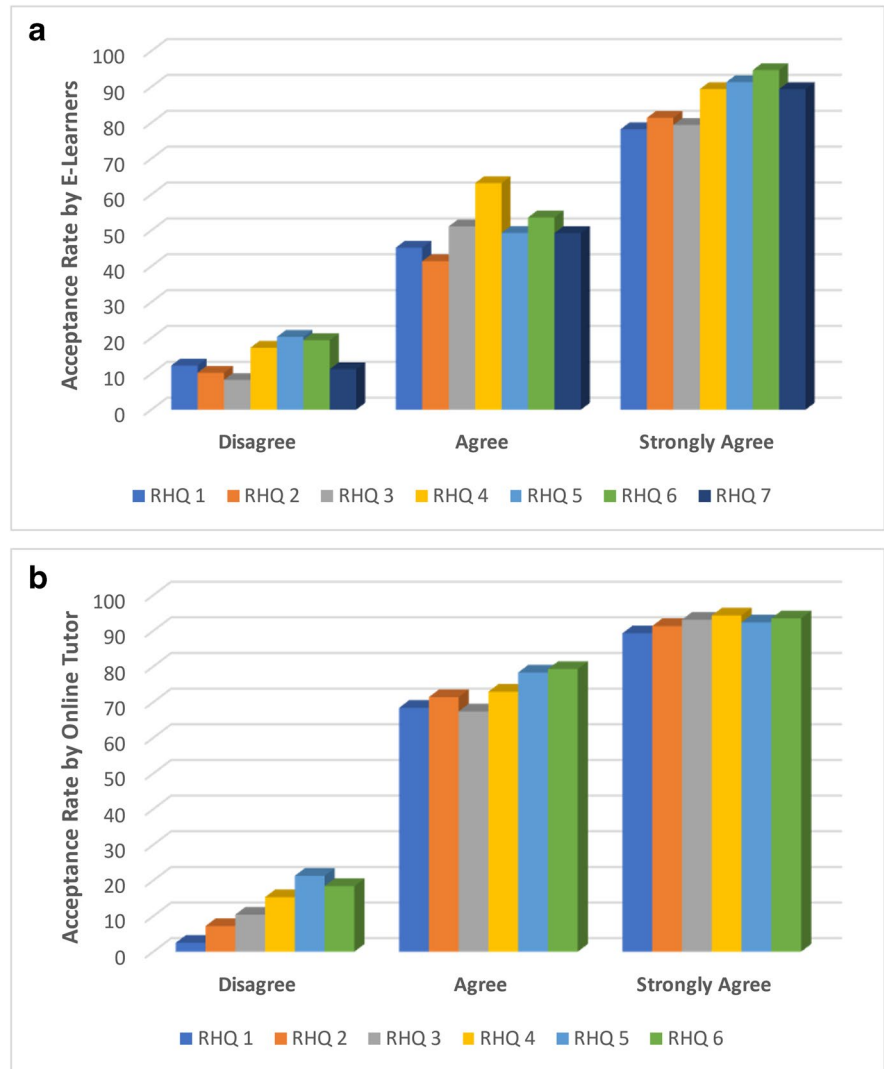 a
Acceptance Rate by E-Learners
100
90
80
70
60
50
40
30
20
10
0
Disagree Agree Strongly Agree
RHQ 1 RHQ 2 RHQ 3 RHQ 4 RHQ 5 RHQ 6 RHQ 7
b
Acceptance Rate by Online Tutor
100
90
80
70
60
50
40
30
20
10
0
Disagree Agree Strongly Agree
RHQ 1 RHQ 2 RHQ 3 RHQ 4 RHQ 5 RHQ 6